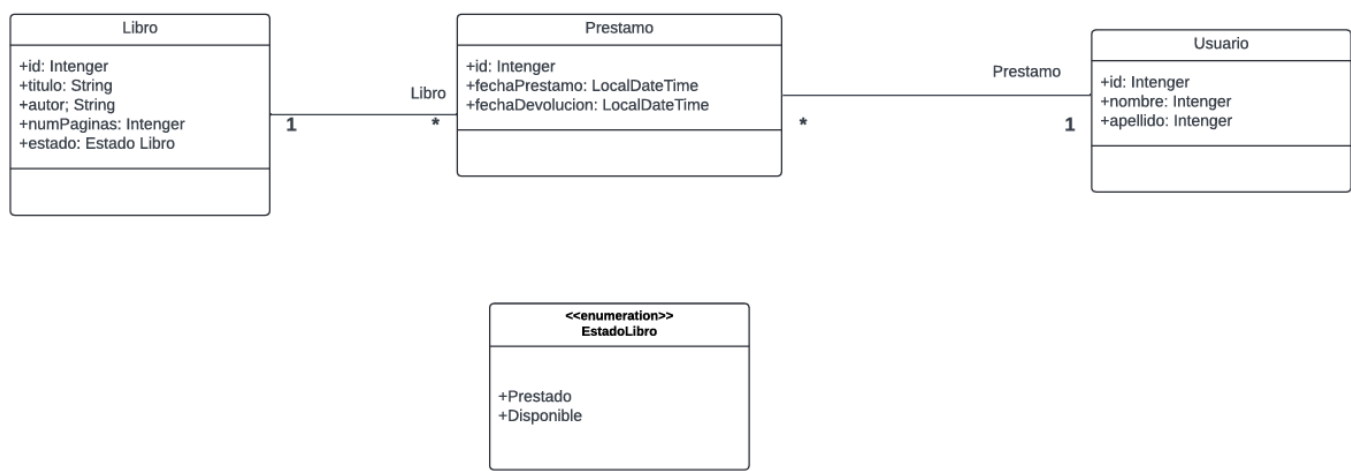 Libro
+id: Intenger
+titulo: String
+autor; String
+numPaginas: Intenger
+estado: Estado Libro
1
Libro
*
Prestamo
+id: Intenger
+fechaPrestamo: LocalDateTime
+fechaDevolucion: LocalDateTime
*
Prestamo
1
Usuario
+id: Intenger
+nombre: Intenger
+apellido: Intenger
<<enumeration>>
EstadoLibro
+Prestado
+Disponible